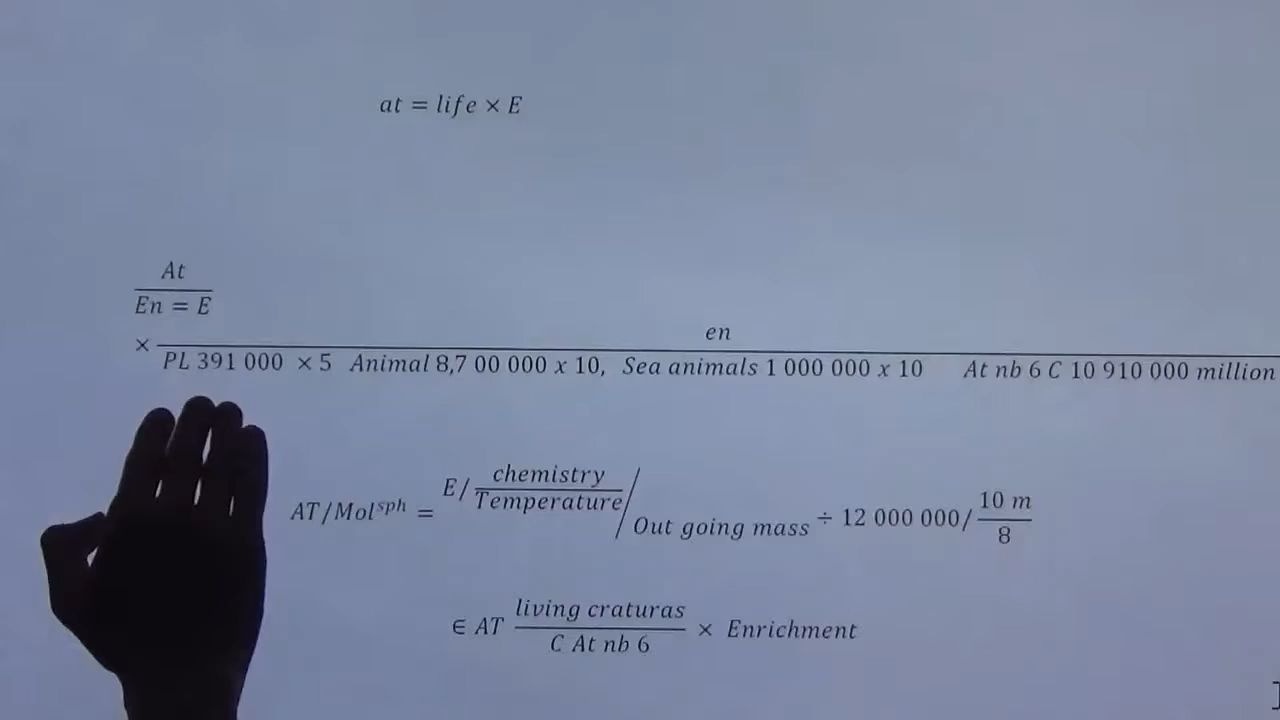 at = life × E
At
En = E
en
× PL 391 000 × 5 Animal 8,7 00 000 x 10, Sea animals 1 000 000 x 10 At nb 6 C 10 910 000 million
AT/Mol^sph = E/ chemistry/Temperature / Out going mass ÷ 12 000 000/ 10 m/8
∈ AT living craturas/C At nb 6 × Enrichment